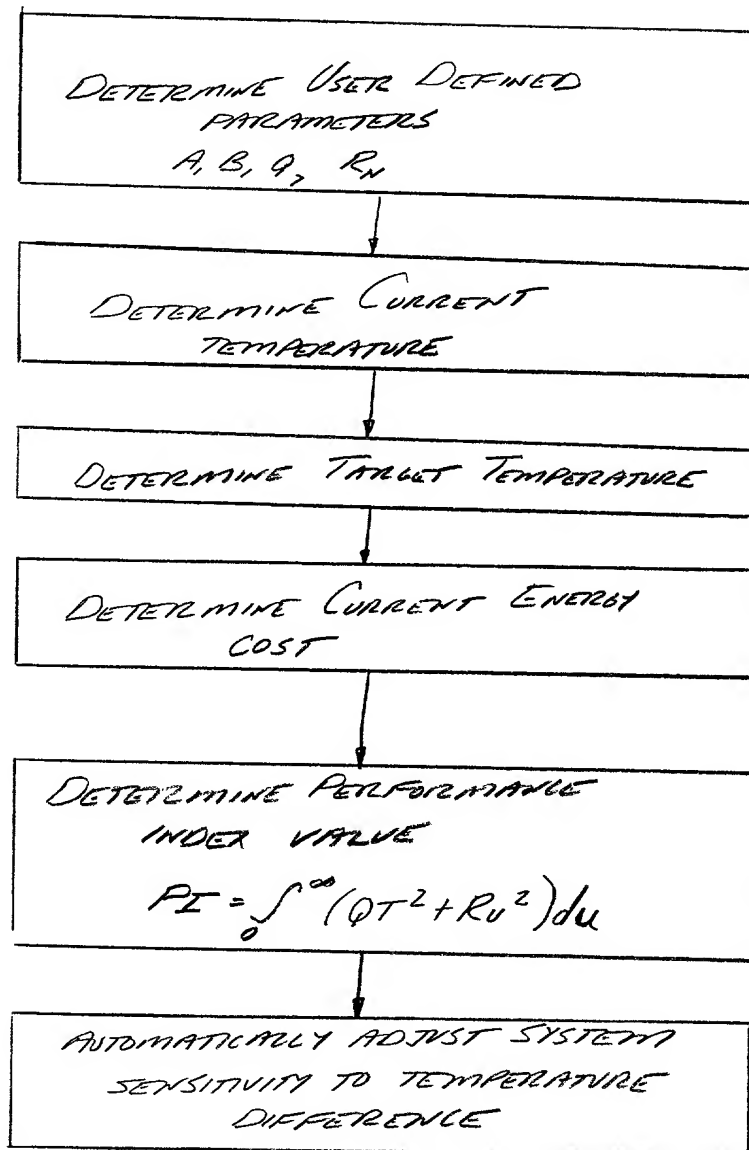 DETERMINE USER DEFINED
PARAMETERS
A, B, Q, R_N
DETERMINE CURRENT
TEMPERATURE
DETERMINE TARGET TEMPERATURE
DETERMINE CURRENT ENERGY
COST
DETERMINE PERFORMANCE
INDEX VALUE
PI = ∫₀^∞ (QT² + Ru²)du
AUTOMATICALLY ADJUST SYSTEM
SENSITIVITY TO TEMPERATURE
DIFFERENCE